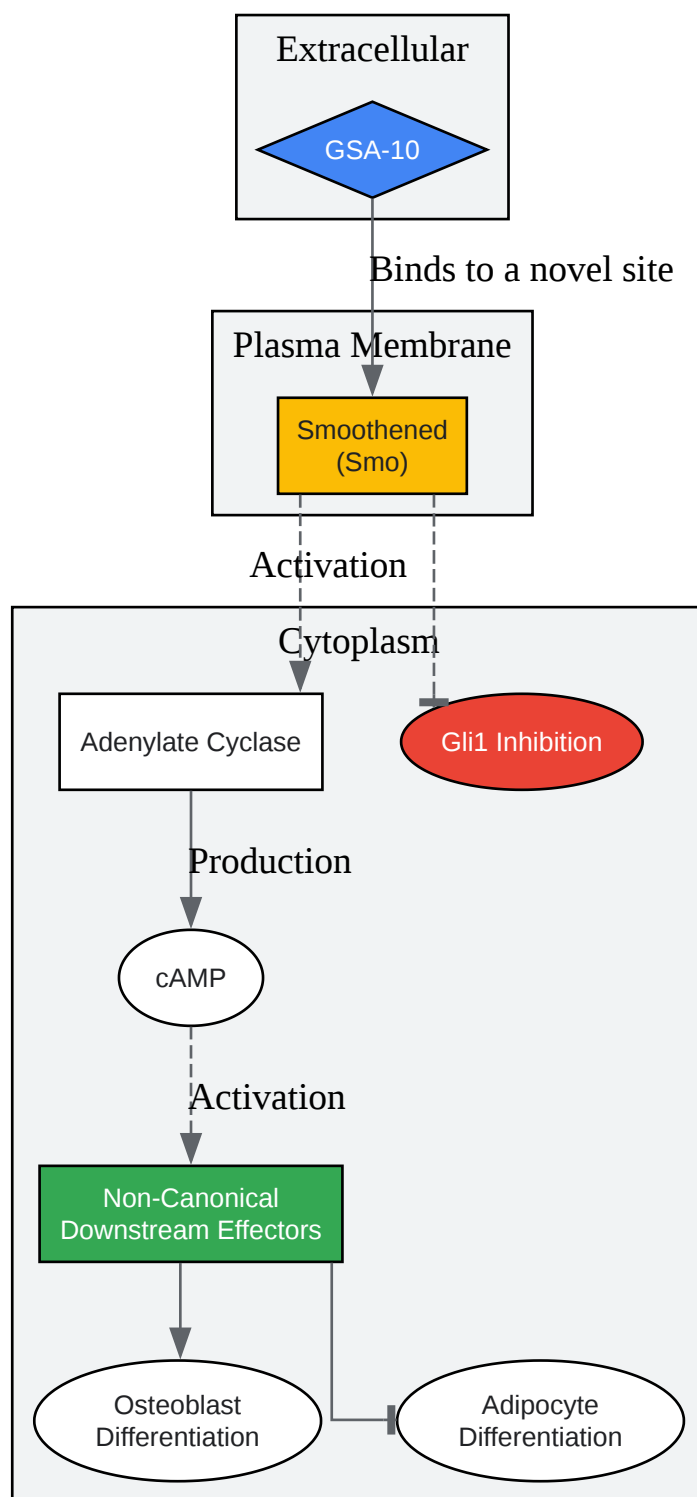 Extracellular
GSA-10
Binds to a novel site
Plasma Membrane
Smoothened
(Smo)
Activation
Cytoplasm
Adenylate Cyclase
Gli1 Inhibition
Production
cAMP
Activation
Non-Canonical
Downstream Effectors
Osteoblast
Differentiation
Adipocyte
Differentiation